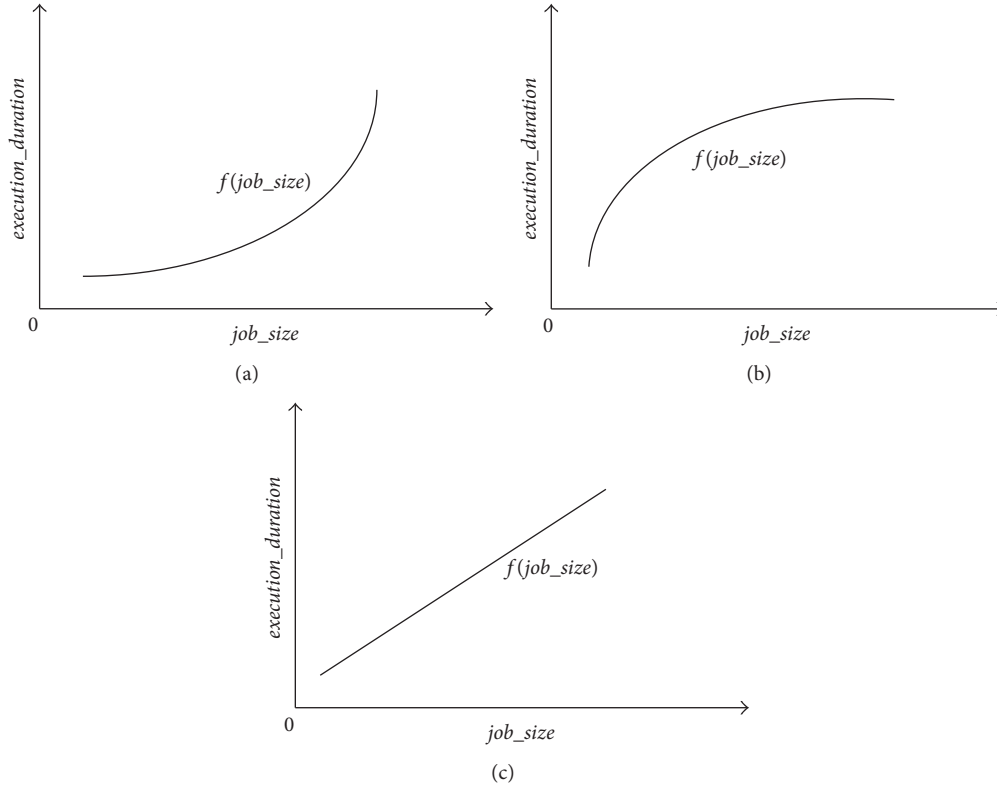 execution_duration
f(job_size)
0
job_size
(a)
execution_duration
f(job_size)
0
job_size
(b)
execution_duration
f(job_size)
0
job_size
(c)